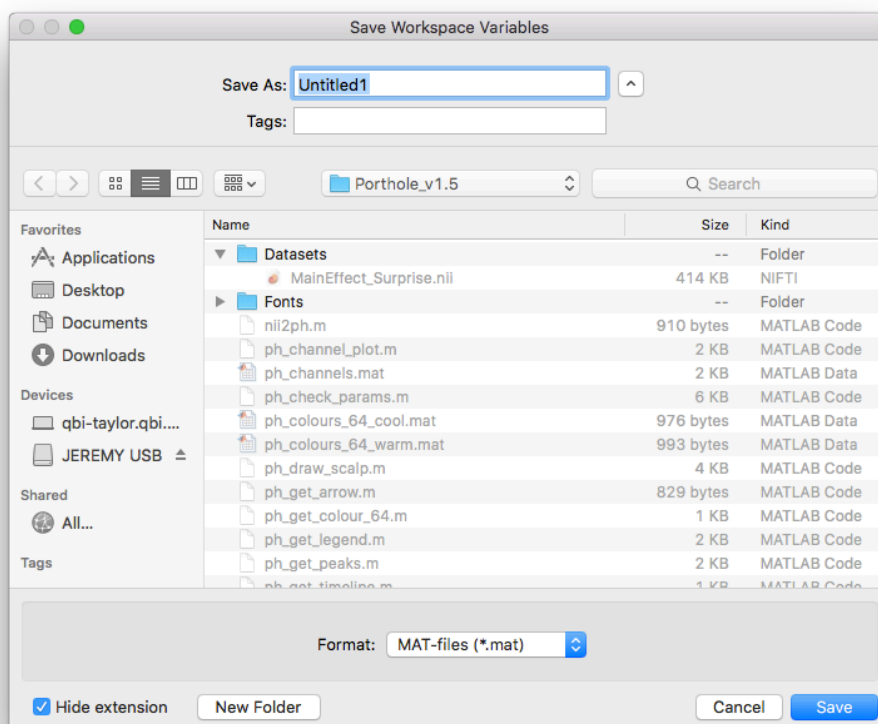 Save Workspace Variables
Save As: Untitled1
Tags:
Porthole_v1.5
Search
Favorites
Applications
Desktop
Documents
Downloads
Devices
qbi-taylor.qbi....
JEREMY USB
Shared
All...
Tags
Name Size Kind
Datasets -- Folder
MainEffect_Surprise.nii 414 KB NIFTI
Fonts -- Folder
nii2ph.m 910 bytes MATLAB Code
ph_channel_plot.m 2 KB MATLAB Code
ph_channels.mat 2 KB MATLAB Data
ph_check_params.m 6 KB MATLAB Code
ph_colours_64_cool.mat 976 bytes MATLAB Data
ph_colours_64_warm.mat 993 bytes MATLAB Data
ph_draw_scalp.m 4 KB MATLAB Code
ph_get_arrow.m 829 bytes MATLAB Code
ph_get_colour_64.m 1 KB MATLAB Code
ph_get_legend.m 2 KB MATLAB Code
ph_get_peaks.m 2 KB MATLAB Code
ph_get_timeline.m 1 KB MATLAB Code
Format: MAT-files (*.mat)
Hide extension New Folder Cancel Save